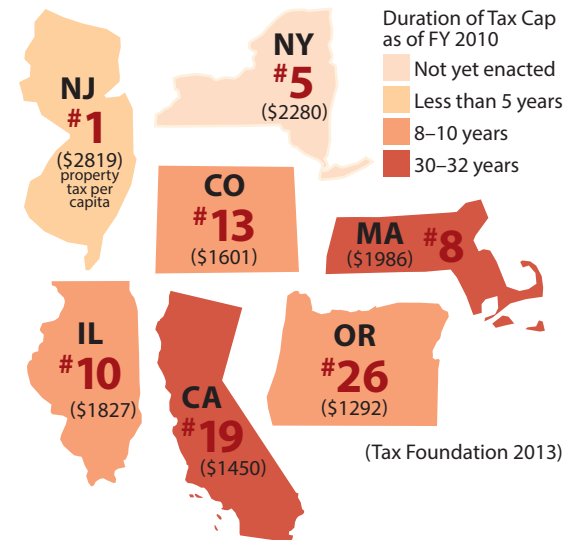 Duration of Tax Cap
as of FY 2010
Not yet enacted
Less than 5 years
8–10 years
30–32 years
NJ
#1
($2819)
property
tax per
capita
NY
#5
($2280)
CO
#13
($1601)
MA #8
($1986)
IL
#10
($1827)
CA
#19
($1450)
OR
#26
($1292)
(Tax Foundation 2013)